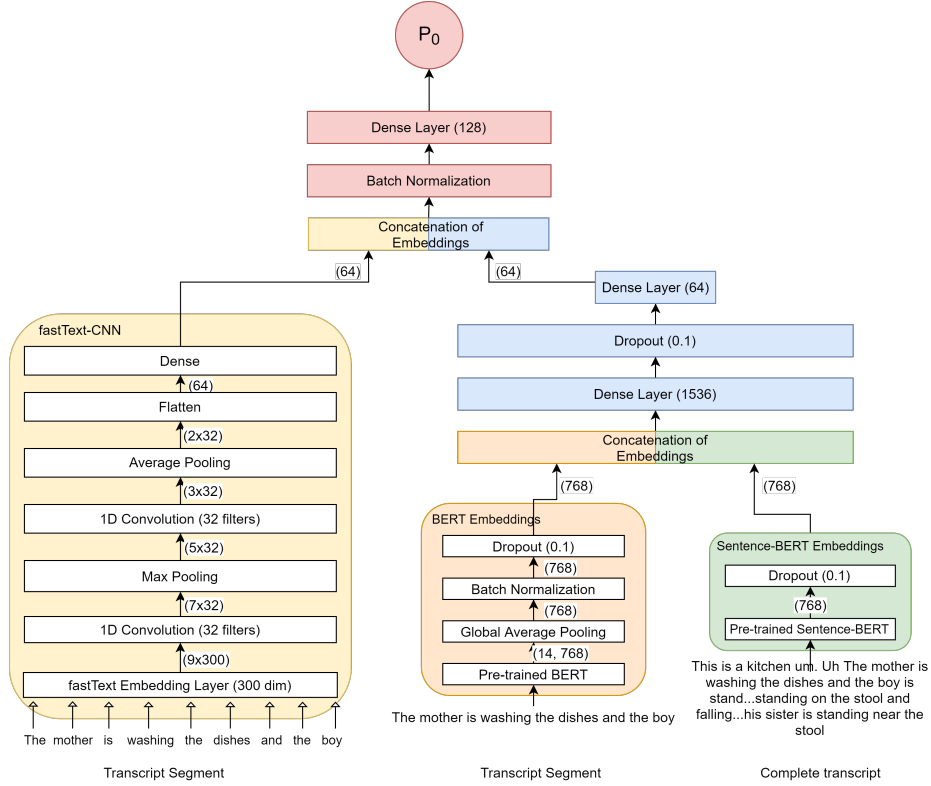 P0
Dense Layer (128)
Batch Normalization
Concatenation of
Embeddings
(64)
(64)
Dense Layer (64)
Dropout (0.1)
Dense Layer (1536)
Concatenation of
Embeddings
(768)
(768)
fastText-CNN
Dense
(64)
Flatten
(2x32)
Average Pooling
(3x32)
1D Convolution (32 filters)
(5x32)
Max Pooling
(7x32)
1D Convolution (32 filters)
(9x300)
fastText Embedding Layer (300 dim)
The mother is washing the dishes and the boy
Transcript Segment
BERT Embeddings
Dropout (0.1)
(768)
Batch Normalization
(768)
Global Average Pooling
(14, 768)
Pre-trained BERT
The mother is washing the dishes and the boy
Transcript Segment
Sentence-BERT Embeddings
Dropout (0.1)
(768)
Pre-trained Sentence-BERT
This is a kitchen um. Uh The mother is
washing the dishes and the boy is
stand...standing on the stool and
falling...his sister is standing near the
stool
Complete transcript